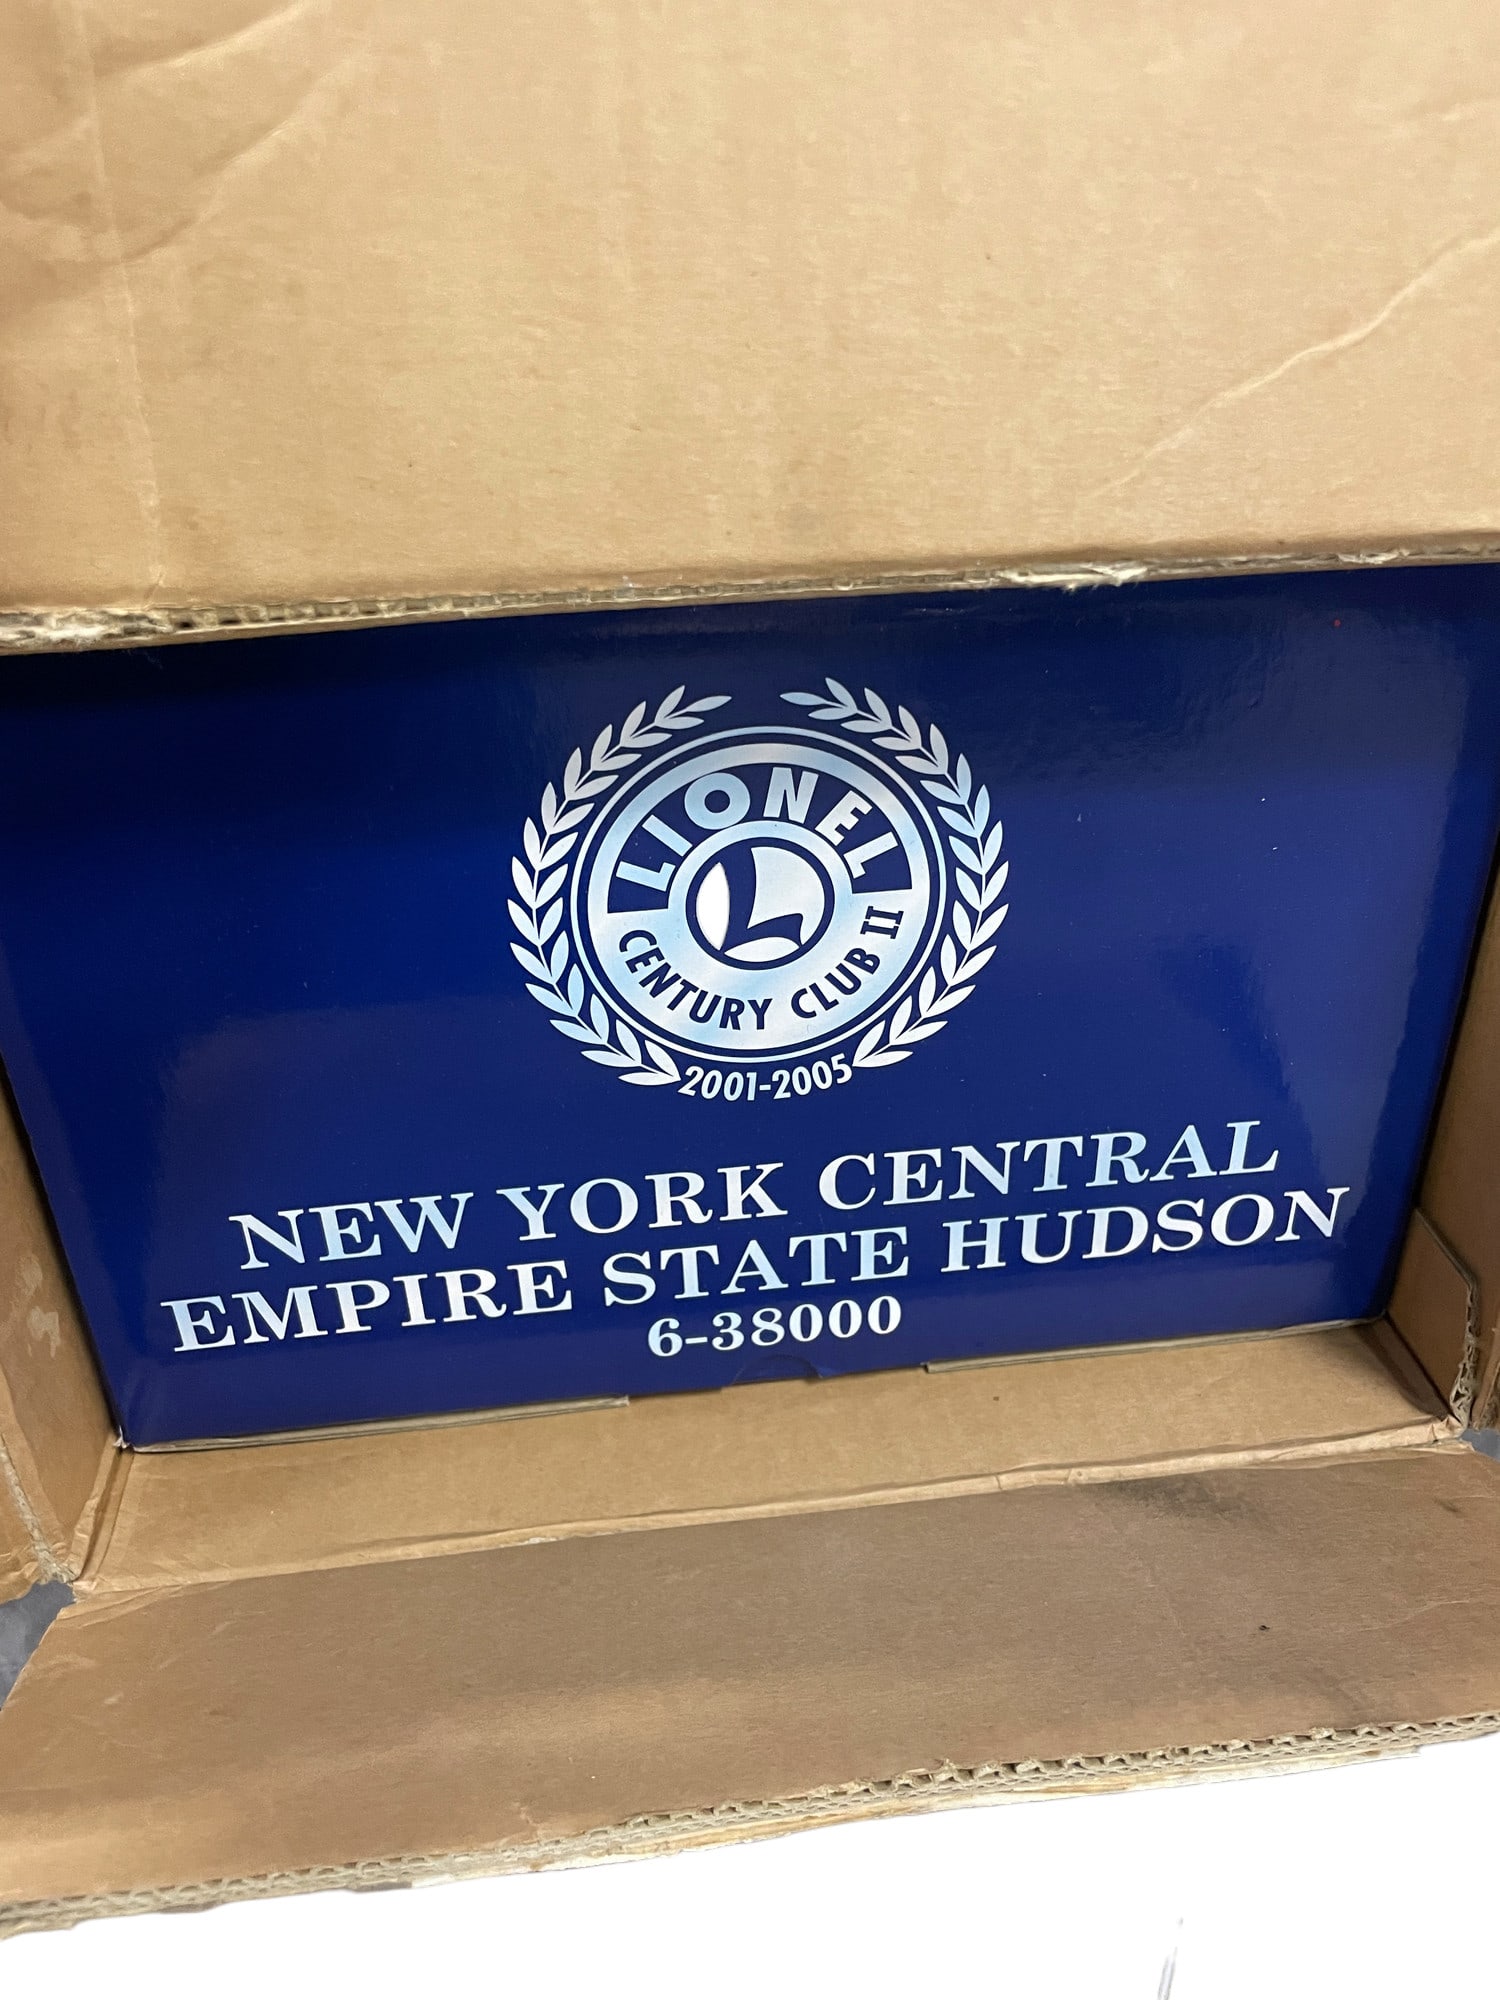 LIONEL
L
CENTURY CLUB II
2001-2005
NEW YORK CENTRAL
EMPIRE STATE HUDSON
6-38000